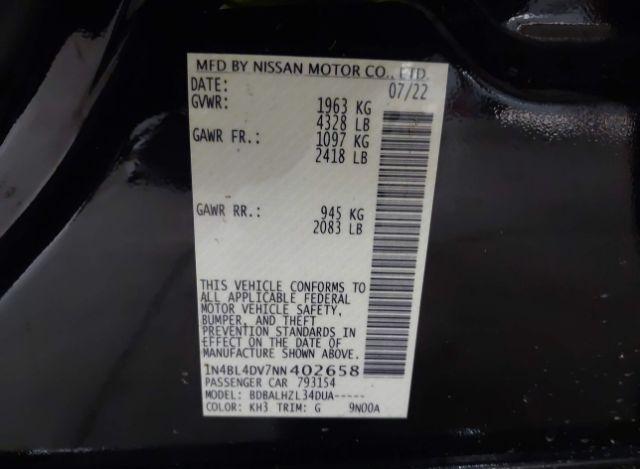 MFD BY NISSAN MOTOR CO., LTD.
DATE: 07/22
GVWR: 1963 KG
4328 LB
GAWR FR.: 1097 KG
2418 LB
GAWR RR.: 945 KG
2083 LB
THIS VEHICLE CONFORMS TO
ALL APPLICABLE FEDERAL
MOTOR VEHICLE SAFETY,
BUMPER, AND THEFT
PREVENTION STANDARDS IN
EFFECT ON THE DATE OF
MANUFACTURE SHOWN ABOVE.
1N4BL4DV7NN402658
PASSENGER CAR 793154
MODEL: BDBALHZL34DUA-----
COLOR: KH3 TRIM: G 9N00A